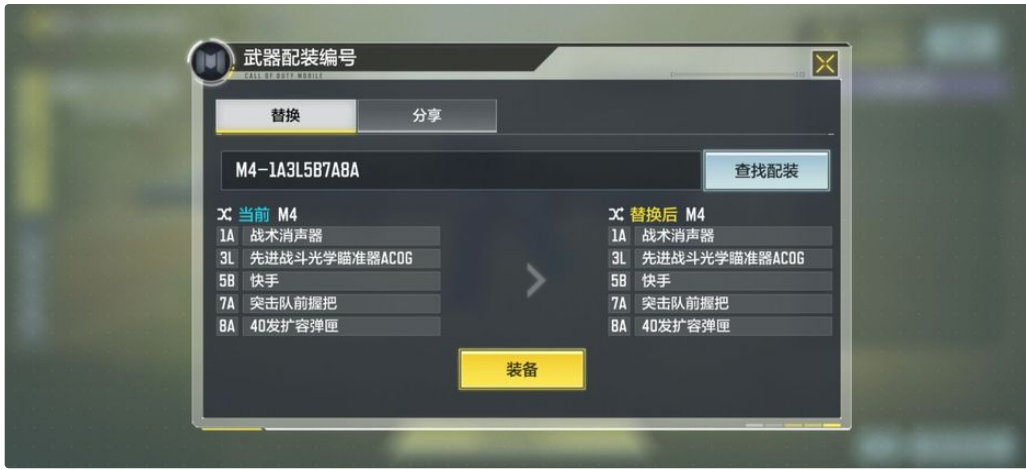 武器配装编号
CALL OF DUTY MOBILE
替换 分享
M4-1A3L5B7A8A 查找配装
当前 M4 替换后 M4
1A 战术消声器 1A 战术消声器
3L 先进战斗光学瞄准器ACOG 3L 先进战斗光学瞄准器ACOG
5B 快手 5B 快手
7A 突击队前握把 7A 突击队前握把
8A 40发扩容弹匣 8A 40发扩容弹匣
装备